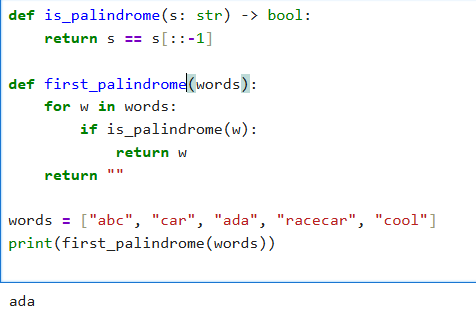 def is_palindrome(s: str) -> bool:
    return s == s[::-1]

def first_palindrome(words):
    for w in words:
        if is_palindrome(w):
            return w
    return ""

words = ["abc", "car", "ada", "racecar", "cool"]
print(first_palindrome(words))

ada